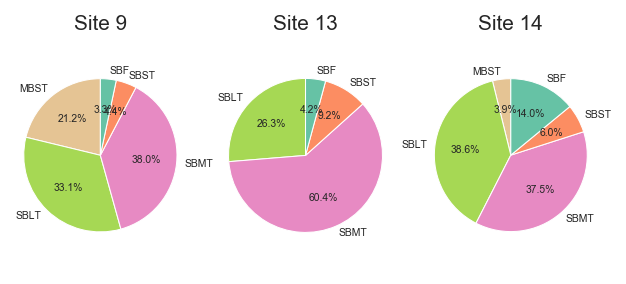 Site 9
SBF
SBST
MBST
3.3%
4.4%
21.2%
38.0%
SBMT
33.1%
SBLT
Site 13
SBF
SBST
SBLT
4.2%
9.2%
26.3%
60.4%
SBMT
Site 14
MBST
SBF
3.9%
14.0%
SBST
6.0%
SBLT
38.6%
37.5%
SBMT